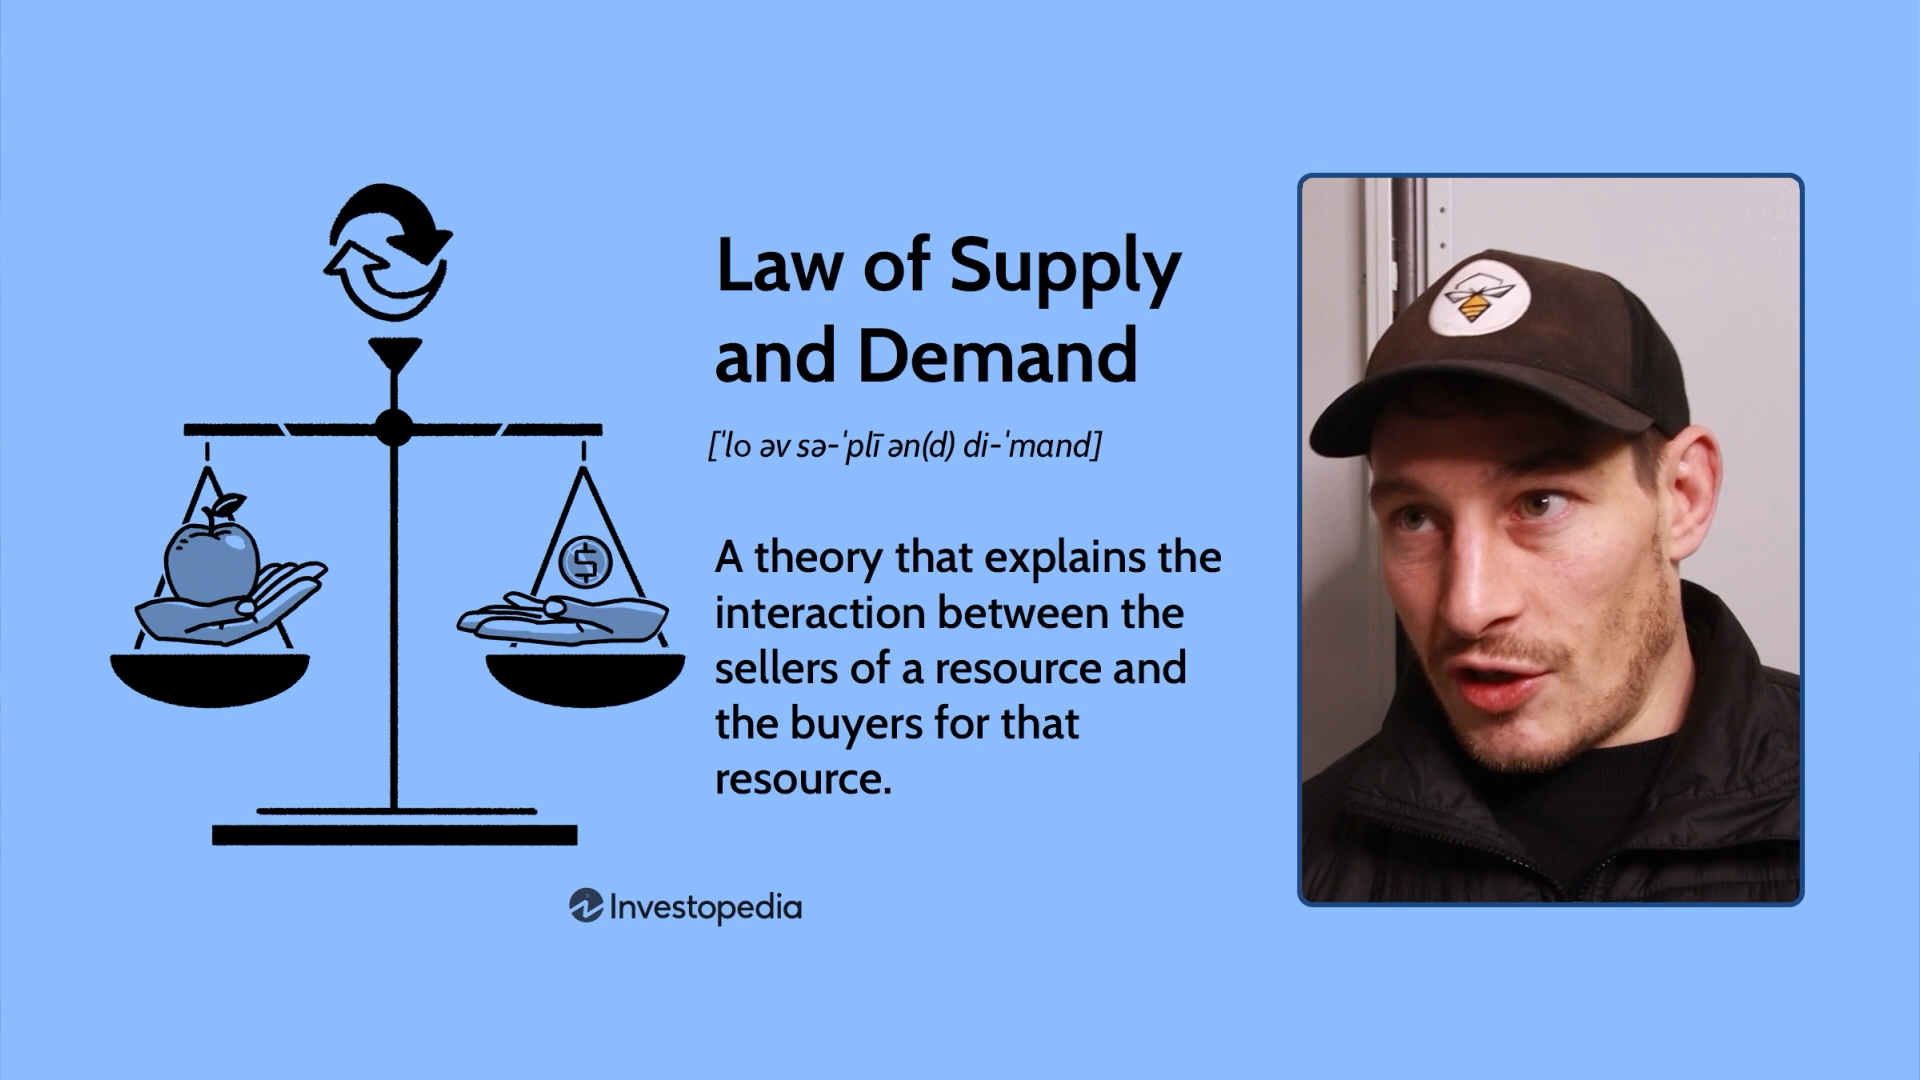 Law of Supply
and Demand
[ˈlo əv sə-ˈplī ən(d) di-ˈmand]
A theory that explains the
interaction between the
sellers of a resource and
the buyers for that
resource.
$
Investopedia